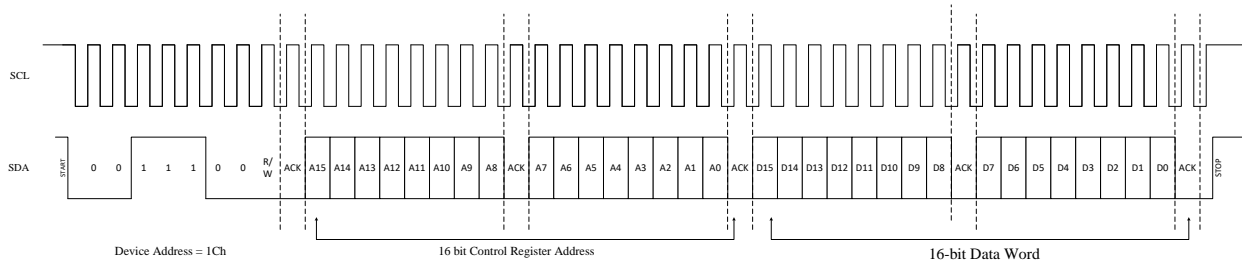 SCL
SDA START 0 0 1 1 1 0 0 R/W ACK A15 A14 A13 A12 A11 A10 A9 A8 ACK A7 A6 A5 A4 A3 A2 A1 A0 ACK D15 D14 D13 D12 D11 D10 D9 D8 ACK D7 D6 D5 D4 D3 D2 D1 D0 ACK STOP
Device Address = 1Ch 16 bit Control Register Address 16-bit Data Word